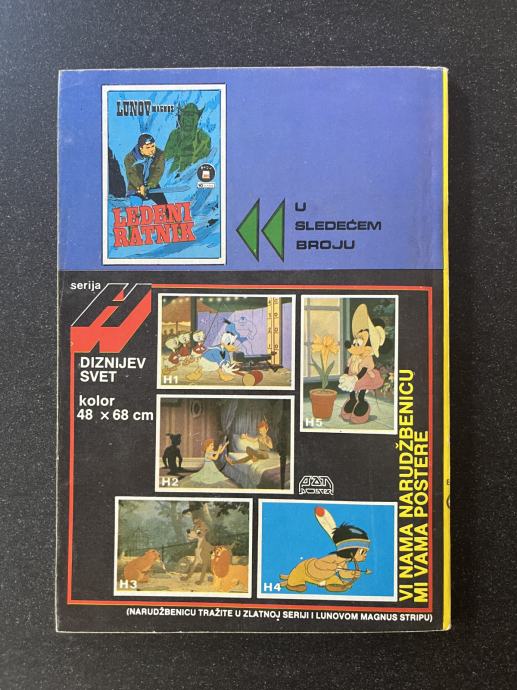 LUNOV MAGNUS
LEDENI
RATNIK
U
SLEDEĆEM
BROJU
serija
H
DIZNIJEV
SVET
kolor
48 × 68 cm
H1
H5
H2
H3
H4
VI NAMA NARUDŽBENICU
MI VAMA POSTERE
(NARUDŽBENICU TRAŽITE U ZLATNOJ SERIJI I LUNOVOM MAGNUS STRIPU)